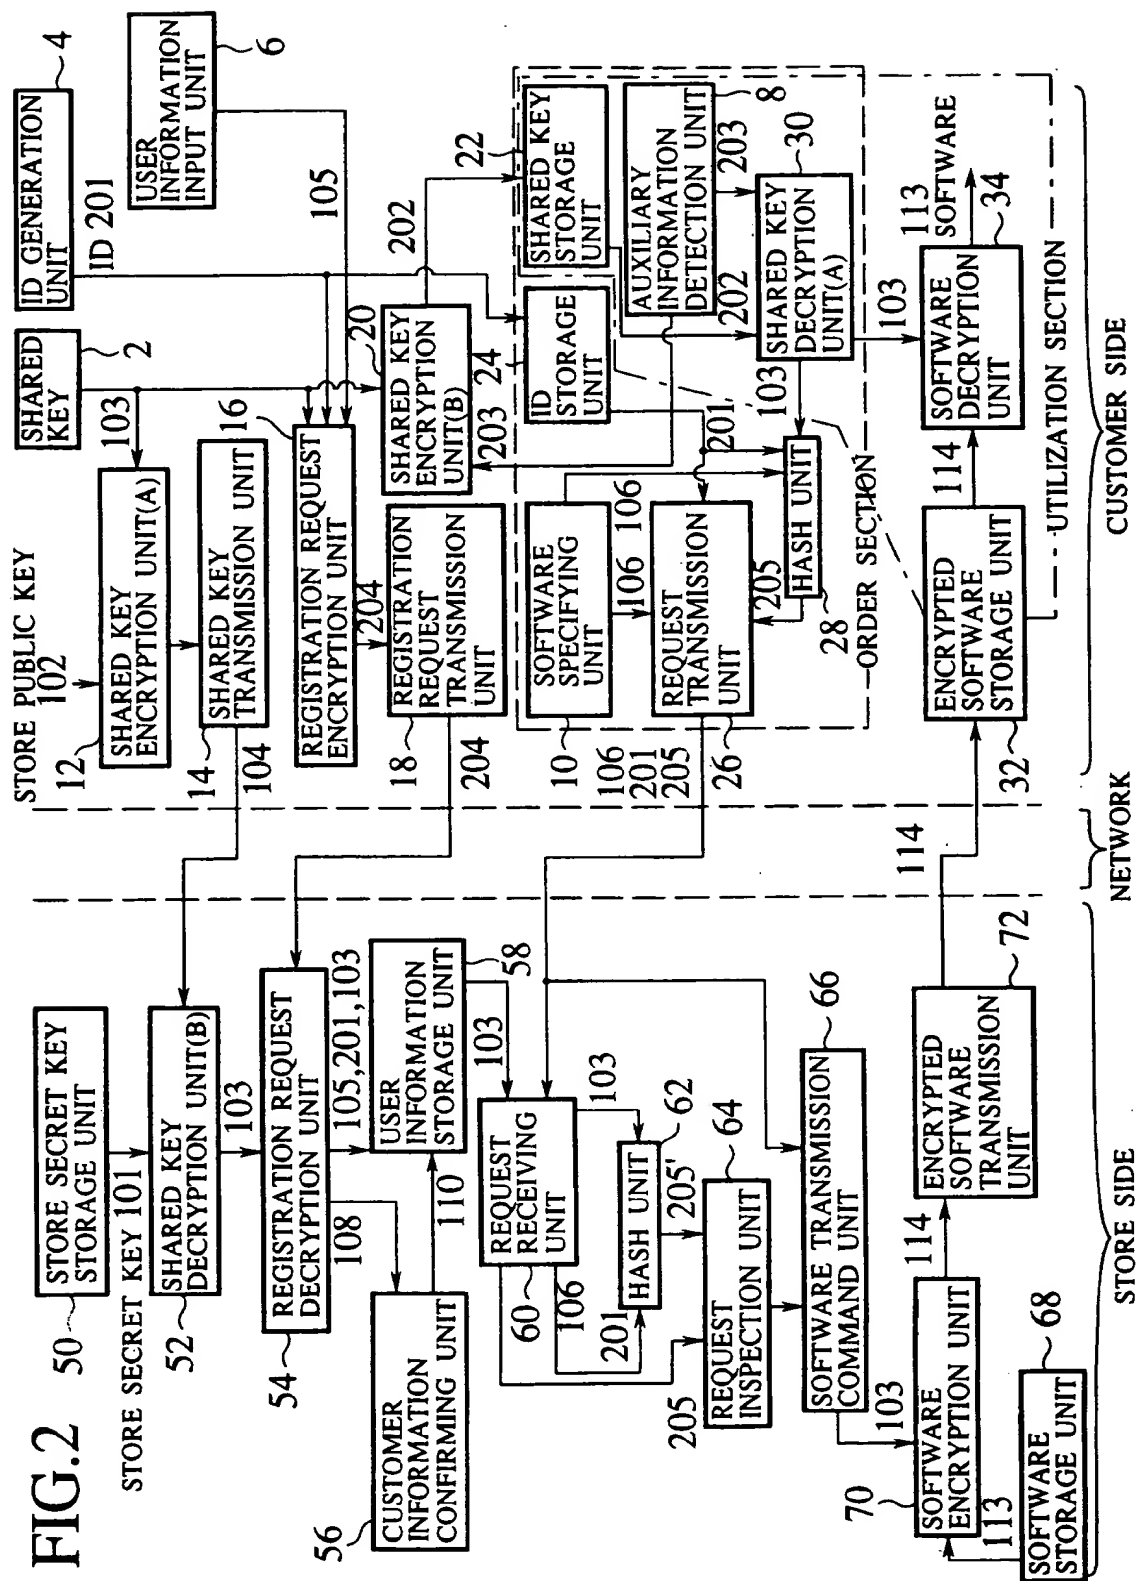 FIG.2
STORE SECRET KEY
STORAGE UNIT
50
STORE SECRET KEY 101
SHARED KEY
DECRYPTION UNIT(B)
52
103
REGISTRATION REQUEST
DECRYPTION UNIT
54
108
105,201,103
CUSTOMER
INFORMATION
CONFIRMING UNIT
56
110
USER
INFORMATION
STORAGE UNIT
58
103
REQUEST
RECEIVING
UNIT
60
106
201
103
HASH UNIT
62
205'
205
REQUEST
INSPECTION UNIT
64
SOFTWARE TRANSMISSION
COMMAND UNIT
66
103
SOFTWARE
ENCRYPTION UNIT
70
113
SOFTWARE
STORAGE UNIT
68
114
ENCRYPTED
SOFTWARE
TRANSMISSION
UNIT
72
114
STORE SIDE
NETWORK
STORE PUBLIC KEY
102
SHARED KEY
ENCRYPTION UNIT(A)
12
SHARED KEY
TRANSMISSION UNIT
14
104
SHARED
KEY
2
103
ID GENERATION
UNIT
4
ID 201
USER
INFORMATION
INPUT UNIT
6
105
REGISTRATION REQUEST
ENCRYPTION UNIT
16
204
REGISTRATION
REQUEST
TRANSMISSION
UNIT
18
204
SHARED KEY
ENCRYPTION
UNIT(B)
20
202
203
SHARED KEY
STORAGE
UNIT
22
ID STORAGE
UNIT
24
AUXILIARY
INFORMATION
DETECTION UNIT
8
203
202
SHARED KEY
DECRYPTION
UNIT(A)
30
103
103
SOFTWARE
SPECIFYING
UNIT
10
106
106
201
REQUEST
TRANSMISSION
UNIT
26
106
201
205
205
HASH UNIT
28
ORDER SECTION
ENCRYPTED
SOFTWARE
STORAGE UNIT
32
114
SOFTWARE
DECRYPTION
UNIT
34
113
SOFTWARE
UTILIZATION SECTION
CUSTOMER SIDE